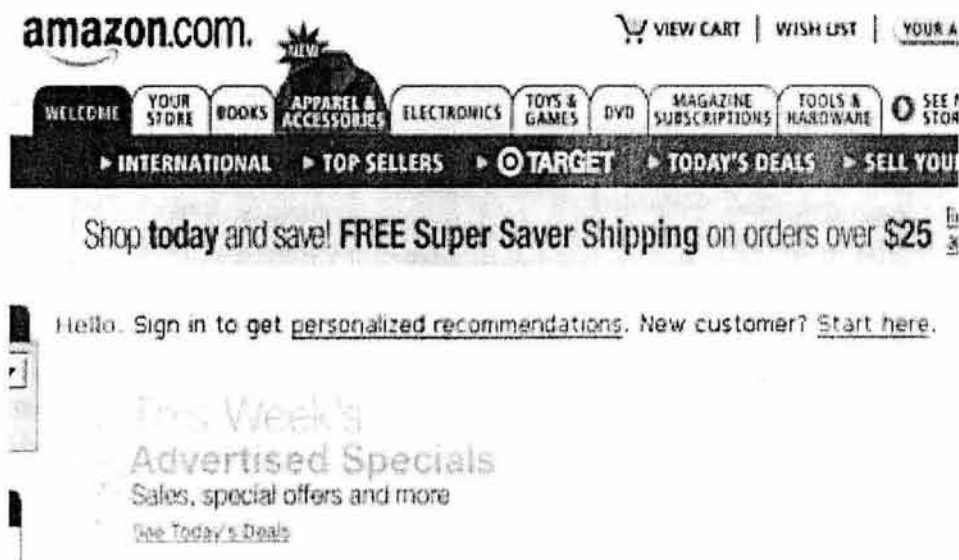 amazon.com.
VIEW CART | WISH LIST | YOUR A
NEW!
WELCOME YOUR STORE BOOKS APPAREL & ACCESSORIES ELECTRONICS TOYS & GAMES DVD MAGAZINE SUBSCRIPTIONS TOOLS & HARDWARE SEE M STOR
INTERNATIONAL TOP SELLERS TARGET TODAY'S DEALS SELL YOUR
Shop today and save! FREE Super Saver Shipping on orders over $25
Hello. Sign in to get personalized recommendations. New customer? Start here.
This Week's
Advertised Specials
Sales, special offers and more
See Today's Deals